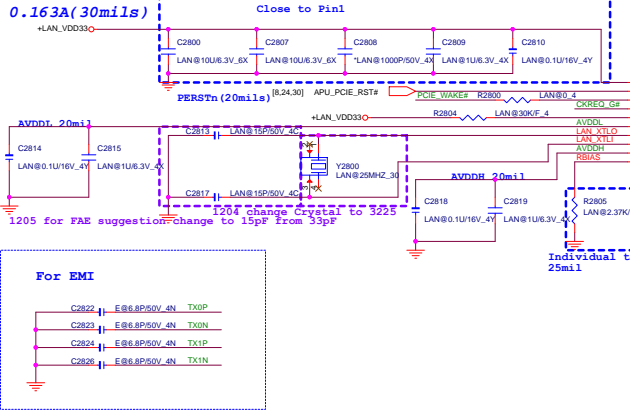 0.163A(30mils)
Close to Pin1
+LAN_VDD33
C2800
C2807
C2808
C2809
C2810
LAN@10U/6.3V_6X
LAN@10U/6.3V_6X
*LAN@1000P/50V_4X
LAN@1U/6.3V_4X
LAN@0.1U/16V_4Y
PERSTn(20mils)
[8,24,30]
APU_PCIE_RST#
PCIE_WAKE#
R2800
LAN@0_4
CKREQ_G#
+LAN_VDD33
R2804
LAN@30K/F_4
AVDDL
AVDDL 20mil
C2813
LAN@15P/50V_4C
LAN_XTLO
LAN_XTLI
C2814
LAN@0.1U/16V_4Y
C2815
LAN@1U/6.3V_4X
Y2800
LAN@25MHZ_30
AVDDH
RBIAS
AVDDH 20mil
C2817
LAN@15P/50V_4C
C2818
LAN@0.1U/16V_4Y
C2819
LAN@1U/6.3V_4X
R2805
LAN@2.37K/
1204 change Crystal to 3225
1205 for FAE suggestion change to 15pF from 33pF
Individual t
25mil
For EMI
C2822
E@6.8P/50V_4N
TX0P
C2823
E@6.8P/50V_4N
TX0N
C2824
E@6.8P/50V_4N
TX1P
C2826
E@6.8P/50V_4N
TX1N